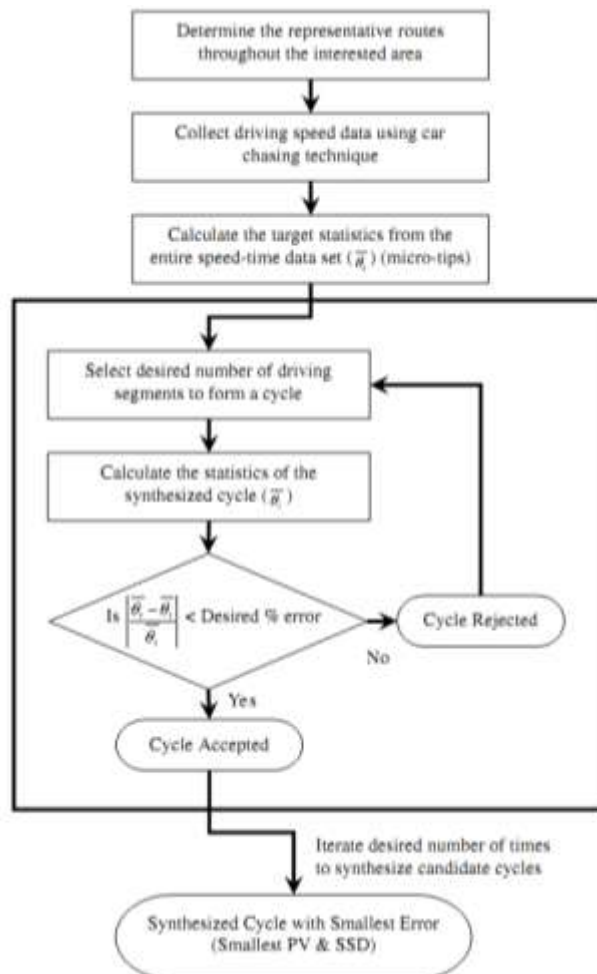 Determine the representative routes
throughout the interested area
Collect driving speed data using car
chasing technique
Calculate the target statistics from the
entire speed-time data set (θ̅ᵢ) (micro-tips)
Select desired number of driving
segments to form a cycle
Calculate the statistics of the
synthesized cycle (θ̅ᵢ)
Is |(θ̅ᵢ − θ̅ᵢ) / θ̅ᵢ| < Desired % error
No
Cycle Rejected
Yes
Cycle Accepted
Iterate desired number of times
to synthesize candidate cycles
Synthesized Cycle with Smallest Error
(Smallest PV & SSD)